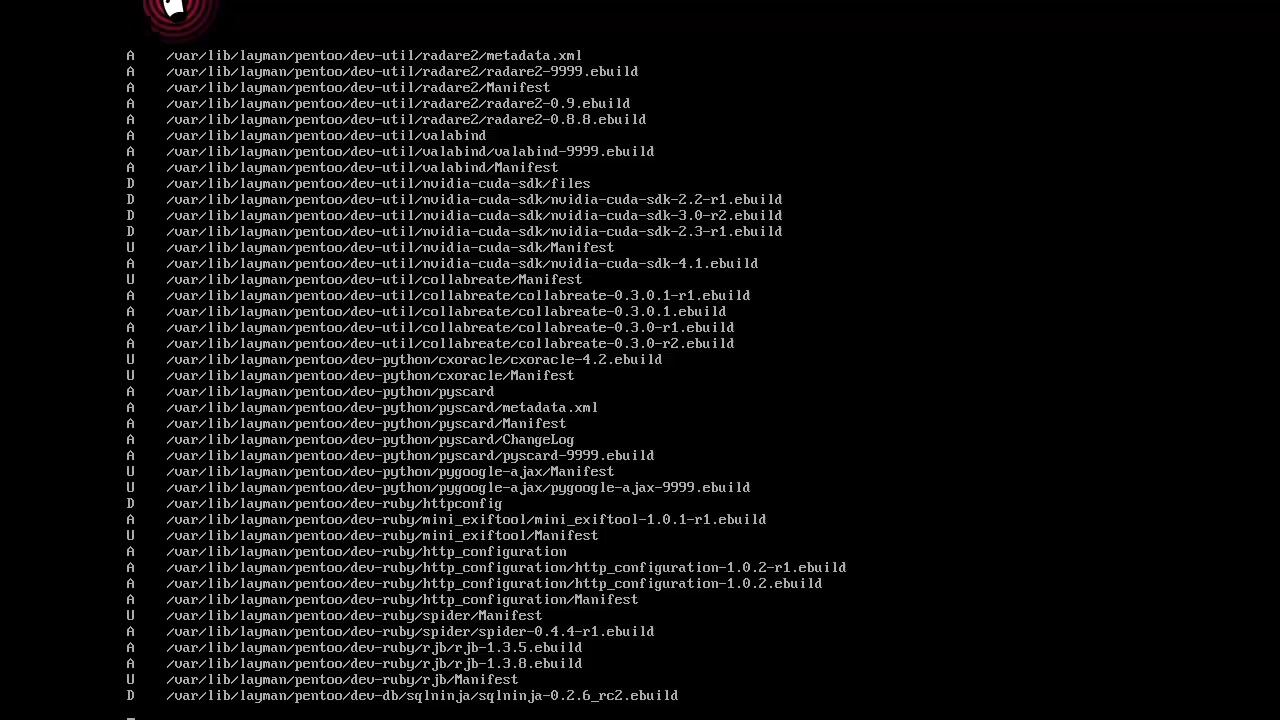 A    /var/lib/layman/pentoo/dev-util/radare2/metadata.xml
A    /var/lib/layman/pentoo/dev-util/radare2/radare2-9999.ebuild
A    /var/lib/layman/pentoo/dev-util/radare2/Manifest
A    /var/lib/layman/pentoo/dev-util/radare2/radare2-0.9.ebuild
A    /var/lib/layman/pentoo/dev-util/radare2/radare2-0.8.8.ebuild
A    /var/lib/layman/pentoo/dev-util/valabind
A    /var/lib/layman/pentoo/dev-util/valabind/valabind-9999.ebuild
A    /var/lib/layman/pentoo/dev-util/valabind/Manifest
D    /var/lib/layman/pentoo/dev-util/nvidia-cuda-sdk/files
D    /var/lib/layman/pentoo/dev-util/nvidia-cuda-sdk/nvidia-cuda-sdk-2.2-r1.ebuild
D    /var/lib/layman/pentoo/dev-util/nvidia-cuda-sdk/nvidia-cuda-sdk-3.0-r2.ebuild
D    /var/lib/layman/pentoo/dev-util/nvidia-cuda-sdk/nvidia-cuda-sdk-2.3-r1.ebuild
U    /var/lib/layman/pentoo/dev-util/nvidia-cuda-sdk/Manifest
A    /var/lib/layman/pentoo/dev-util/nvidia-cuda-sdk/nvidia-cuda-sdk-4.1.ebuild
U    /var/lib/layman/pentoo/dev-util/collabreate/Manifest
A    /var/lib/layman/pentoo/dev-util/collabreate/collabreate-0.3.0.1-r1.ebuild
A    /var/lib/layman/pentoo/dev-util/collabreate/collabreate-0.3.0.1.ebuild
A    /var/lib/layman/pentoo/dev-util/collabreate/collabreate-0.3.0-r1.ebuild
A    /var/lib/layman/pentoo/dev-util/collabreate/collabreate-0.3.0-r2.ebuild
U    /var/lib/layman/pentoo/dev-python/cxoracle/cxoracle-4.2.ebuild
U    /var/lib/layman/pentoo/dev-python/cxoracle/Manifest
A    /var/lib/layman/pentoo/dev-python/pyscard
A    /var/lib/layman/pentoo/dev-python/pyscard/metadata.xml
A    /var/lib/layman/pentoo/dev-python/pyscard/Manifest
A    /var/lib/layman/pentoo/dev-python/pyscard/ChangeLog
A    /var/lib/layman/pentoo/dev-python/pyscard/pyscard-9999.ebuild
U    /var/lib/layman/pentoo/dev-python/pygoogle-ajax/Manifest
U    /var/lib/layman/pentoo/dev-python/pygoogle-ajax/pygoogle-ajax-9999.ebuild
D    /var/lib/layman/pentoo/dev-ruby/httpconfig
A    /var/lib/layman/pentoo/dev-ruby/mini_exiftool/mini_exiftool-1.0.1-r1.ebuild
U    /var/lib/layman/pentoo/dev-ruby/mini_exiftool/Manifest
A    /var/lib/layman/pentoo/dev-ruby/http_configuration
A    /var/lib/layman/pentoo/dev-ruby/http_configuration/http_configuration-1.0.2-r1.ebuild
A    /var/lib/layman/pentoo/dev-ruby/http_configuration/http_configuration-1.0.2.ebuild
A    /var/lib/layman/pentoo/dev-ruby/http_configuration/Manifest
U    /var/lib/layman/pentoo/dev-ruby/spider/Manifest
A    /var/lib/layman/pentoo/dev-ruby/spider/spider-0.4.4-r1.ebuild
A    /var/lib/layman/pentoo/dev-ruby/rjb/rjb-1.3.5.ebuild
A    /var/lib/layman/pentoo/dev-ruby/rjb/rjb-1.3.8.ebuild
U    /var/lib/layman/pentoo/dev-ruby/rjb/Manifest
D    /var/lib/layman/pentoo/dev-db/sqlninja/sqlninja-0.2.6_rc2.ebuild